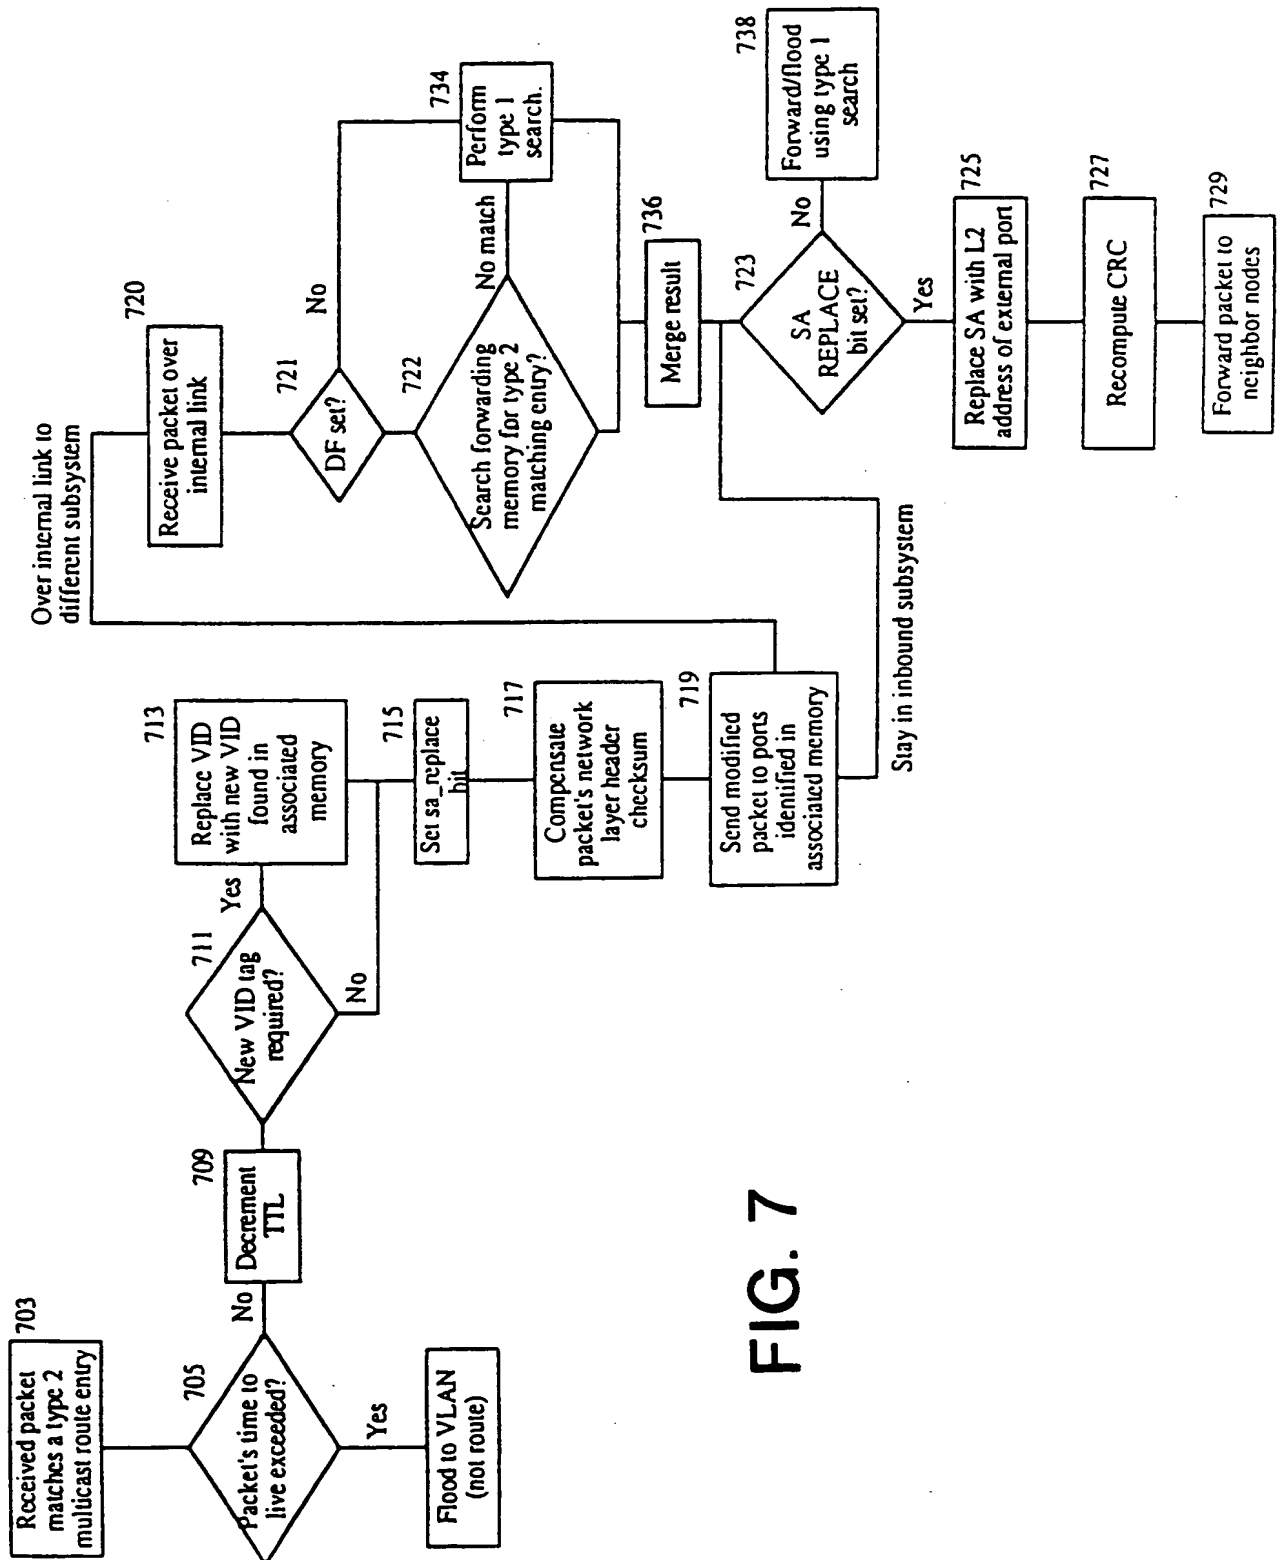 703
Received packet
matches a type 2
multicast route entry
705
Packet's time to
live exceeded?
Yes
Flood to VLAN
(not route)
No
709
Decrement
TTL
711
New VID tag
required?
Yes
No
713
Replace VID
with new VID
found in
associated
memory
715
Set sa_replace
bit
717
Compensate
packet's network
layer header
checksum
719
Send modified
packet to ports
identified in
associated memory
Over internal link to
different subsystem
Stay in inbound subsystem
720
Receive packet over
internal link
721
DF set?
No
722
Search forwarding
memory for type 2
matching entry?
No match
734
Perform
type 1
search.
736
Merge result
723
SA
REPLACE
bit set?
No
738
Forward/flood
using type 1
search
Yes
725
Replace SA with L2
address of external port
727
Recompute CRC
729
Forward packet to
neighbor nodes
FIG. 7